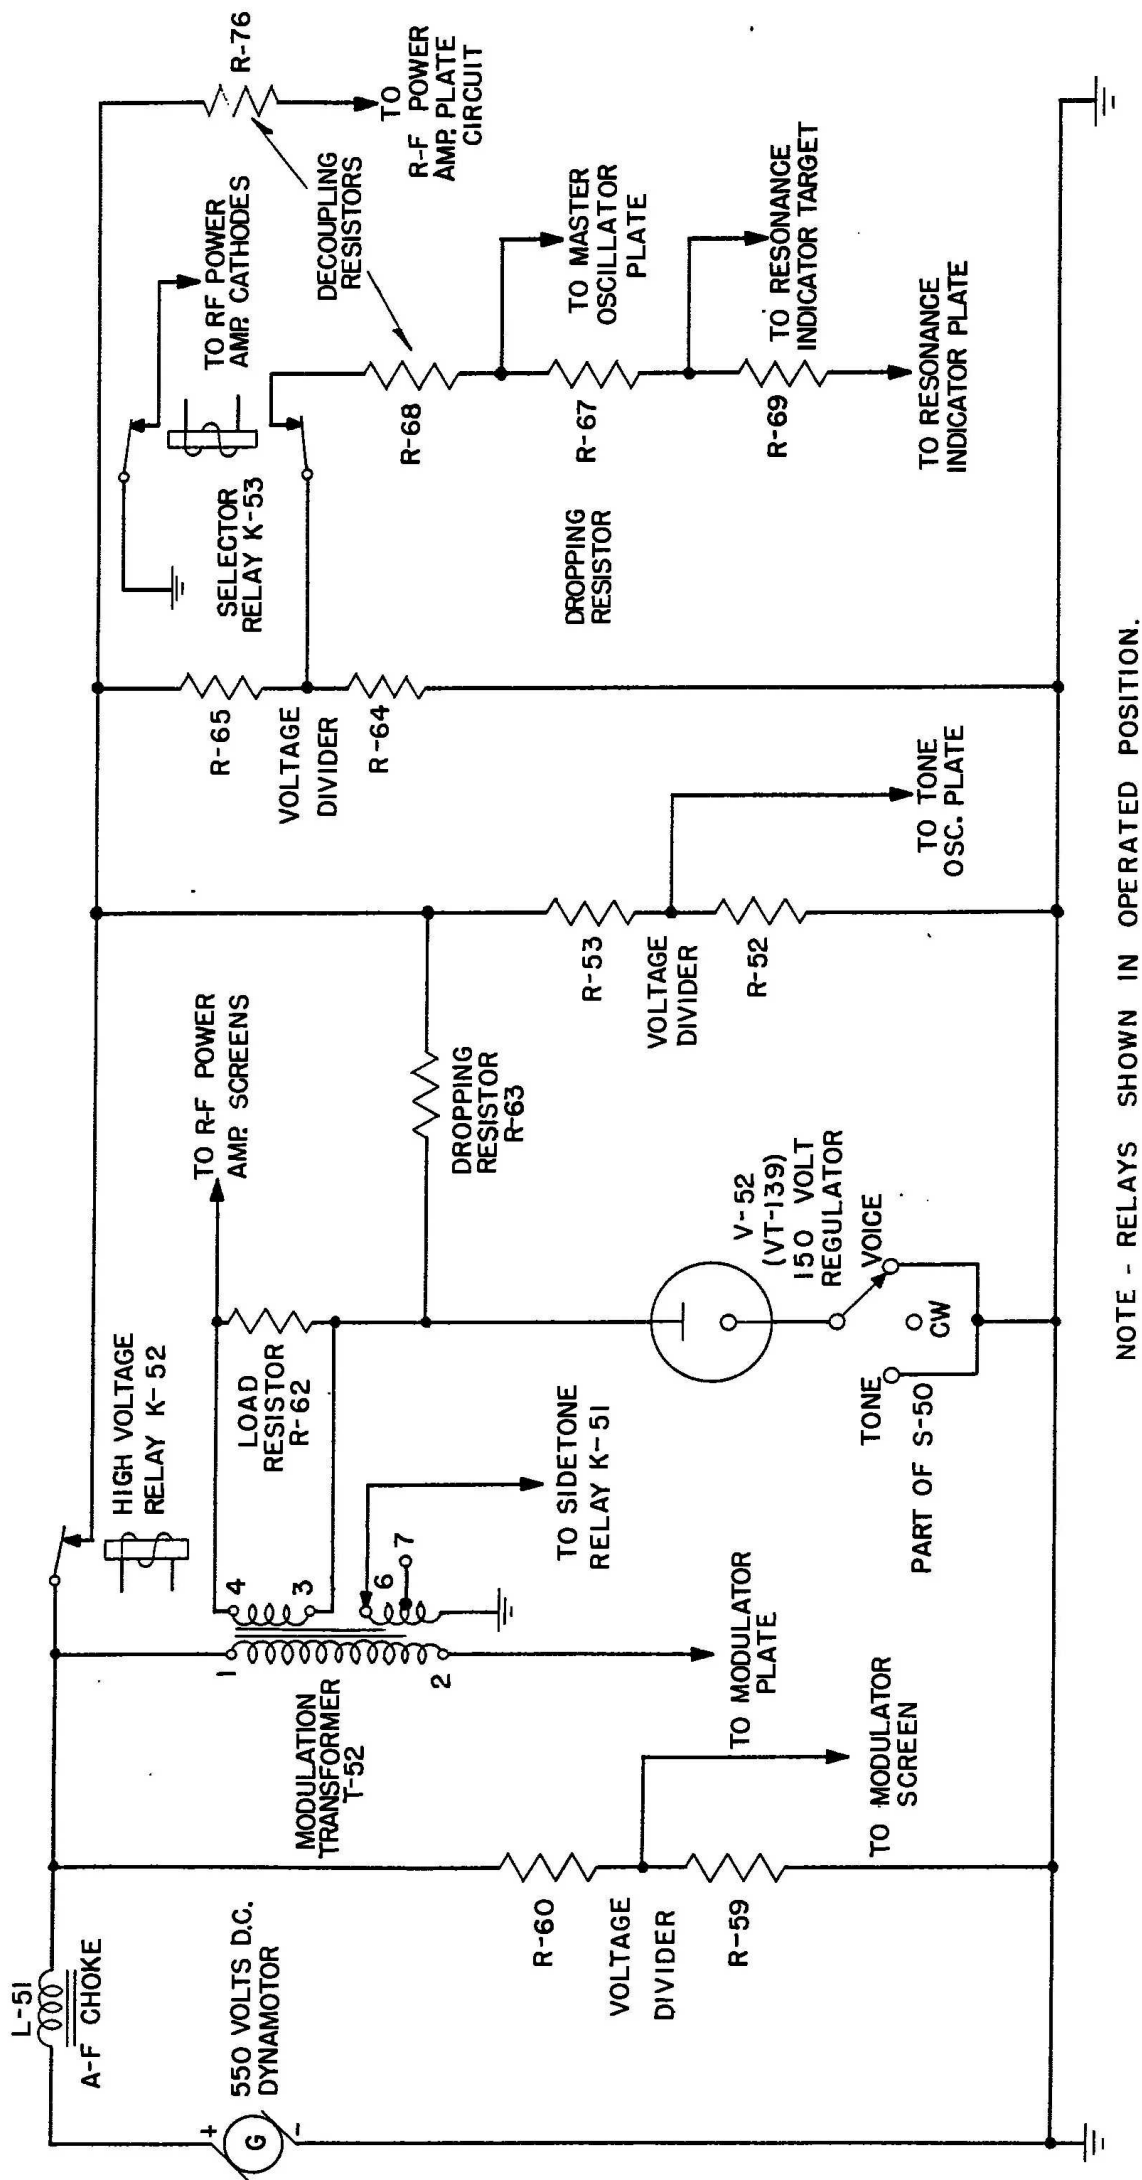 L-51
A-F CHOKE
550 VOLTS D.C.
DYNAMOTOR
+
G
-
R-60
VOLTAGE
DIVIDER
R-59
TO MODULATOR
SCREEN
MODULATION
TRANSFORMER
T-52
1
2
4
3
6
7
TO MODULATOR
PLATE
TO SIDETONE
RELAY K-51
HIGH VOLTAGE
RELAY K-52
LOAD
RESISTOR
R-62
TO R-F POWER
AMP. SCREENS
DROPPING
RESISTOR
R-63
V-52
(VT-139)
150 VOLT
REGULATOR
TONE
CW
VOICE
PART OF S-50
R-53
VOLTAGE
DIVIDER
R-52
TO TONE
OSC. PLATE
R-65
VOLTAGE
DIVIDER
R-64
SELECTOR
RELAY K-53
TO RF POWER
AMP. CATHODES
DECOUPLING
RESISTORS
R-76
TO
R-F POWER
AMP. PLATE
CIRCUIT
R-68
TO MASTER
OSCILLATOR
PLATE
R-67
DROPPING
RESISTOR
TO RESONANCE
INDICATOR TARGET
R-69
TO RESONANCE
INDICATOR PLATE
NOTE - RELAYS SHOWN IN OPERATED POSITION.